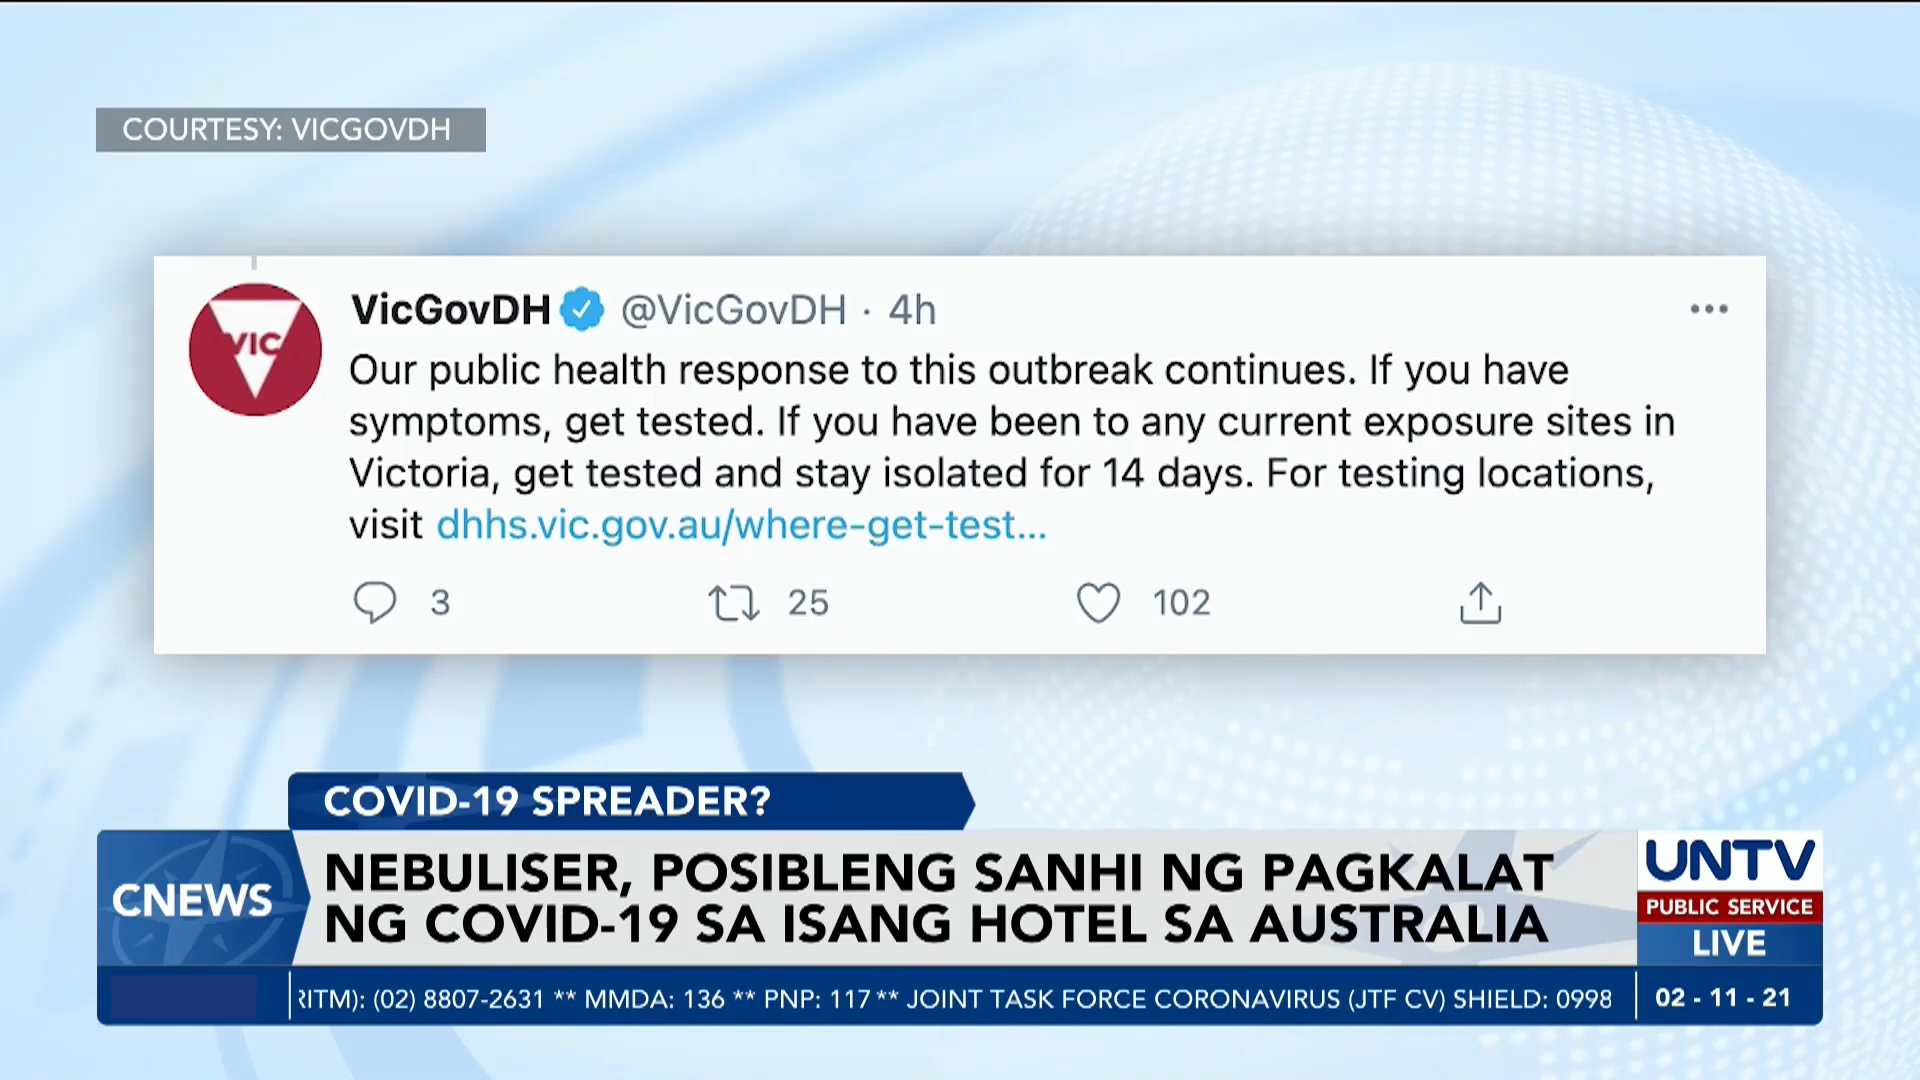 COURTESY: VICGOVDH
VicGovDH @VicGovDH · 4h
VIC
Our public health response to this outbreak continues. If you have
symptoms, get tested. If you have been to any current exposure sites in
Victoria, get tested and stay isolated for 14 days. For testing locations,
visit dhhs.vic.gov.au/where-get-test...
3 25 102
COVID-19 SPREADER?
CNEWS
NEBULISER, POSIBLENG SANHI NG PAGKALAT
NG COVID-19 SA ISANG HOTEL SA AUSTRALIA
UNTV
PUBLIC SERVICE
LIVE
RITM): (02) 8807-2631 ** MMDA: 136 ** PNP: 117 ** JOINT TASK FORCE CORONAVIRUS (JTF CV) SHIELD: 0998
02 - 11 - 21